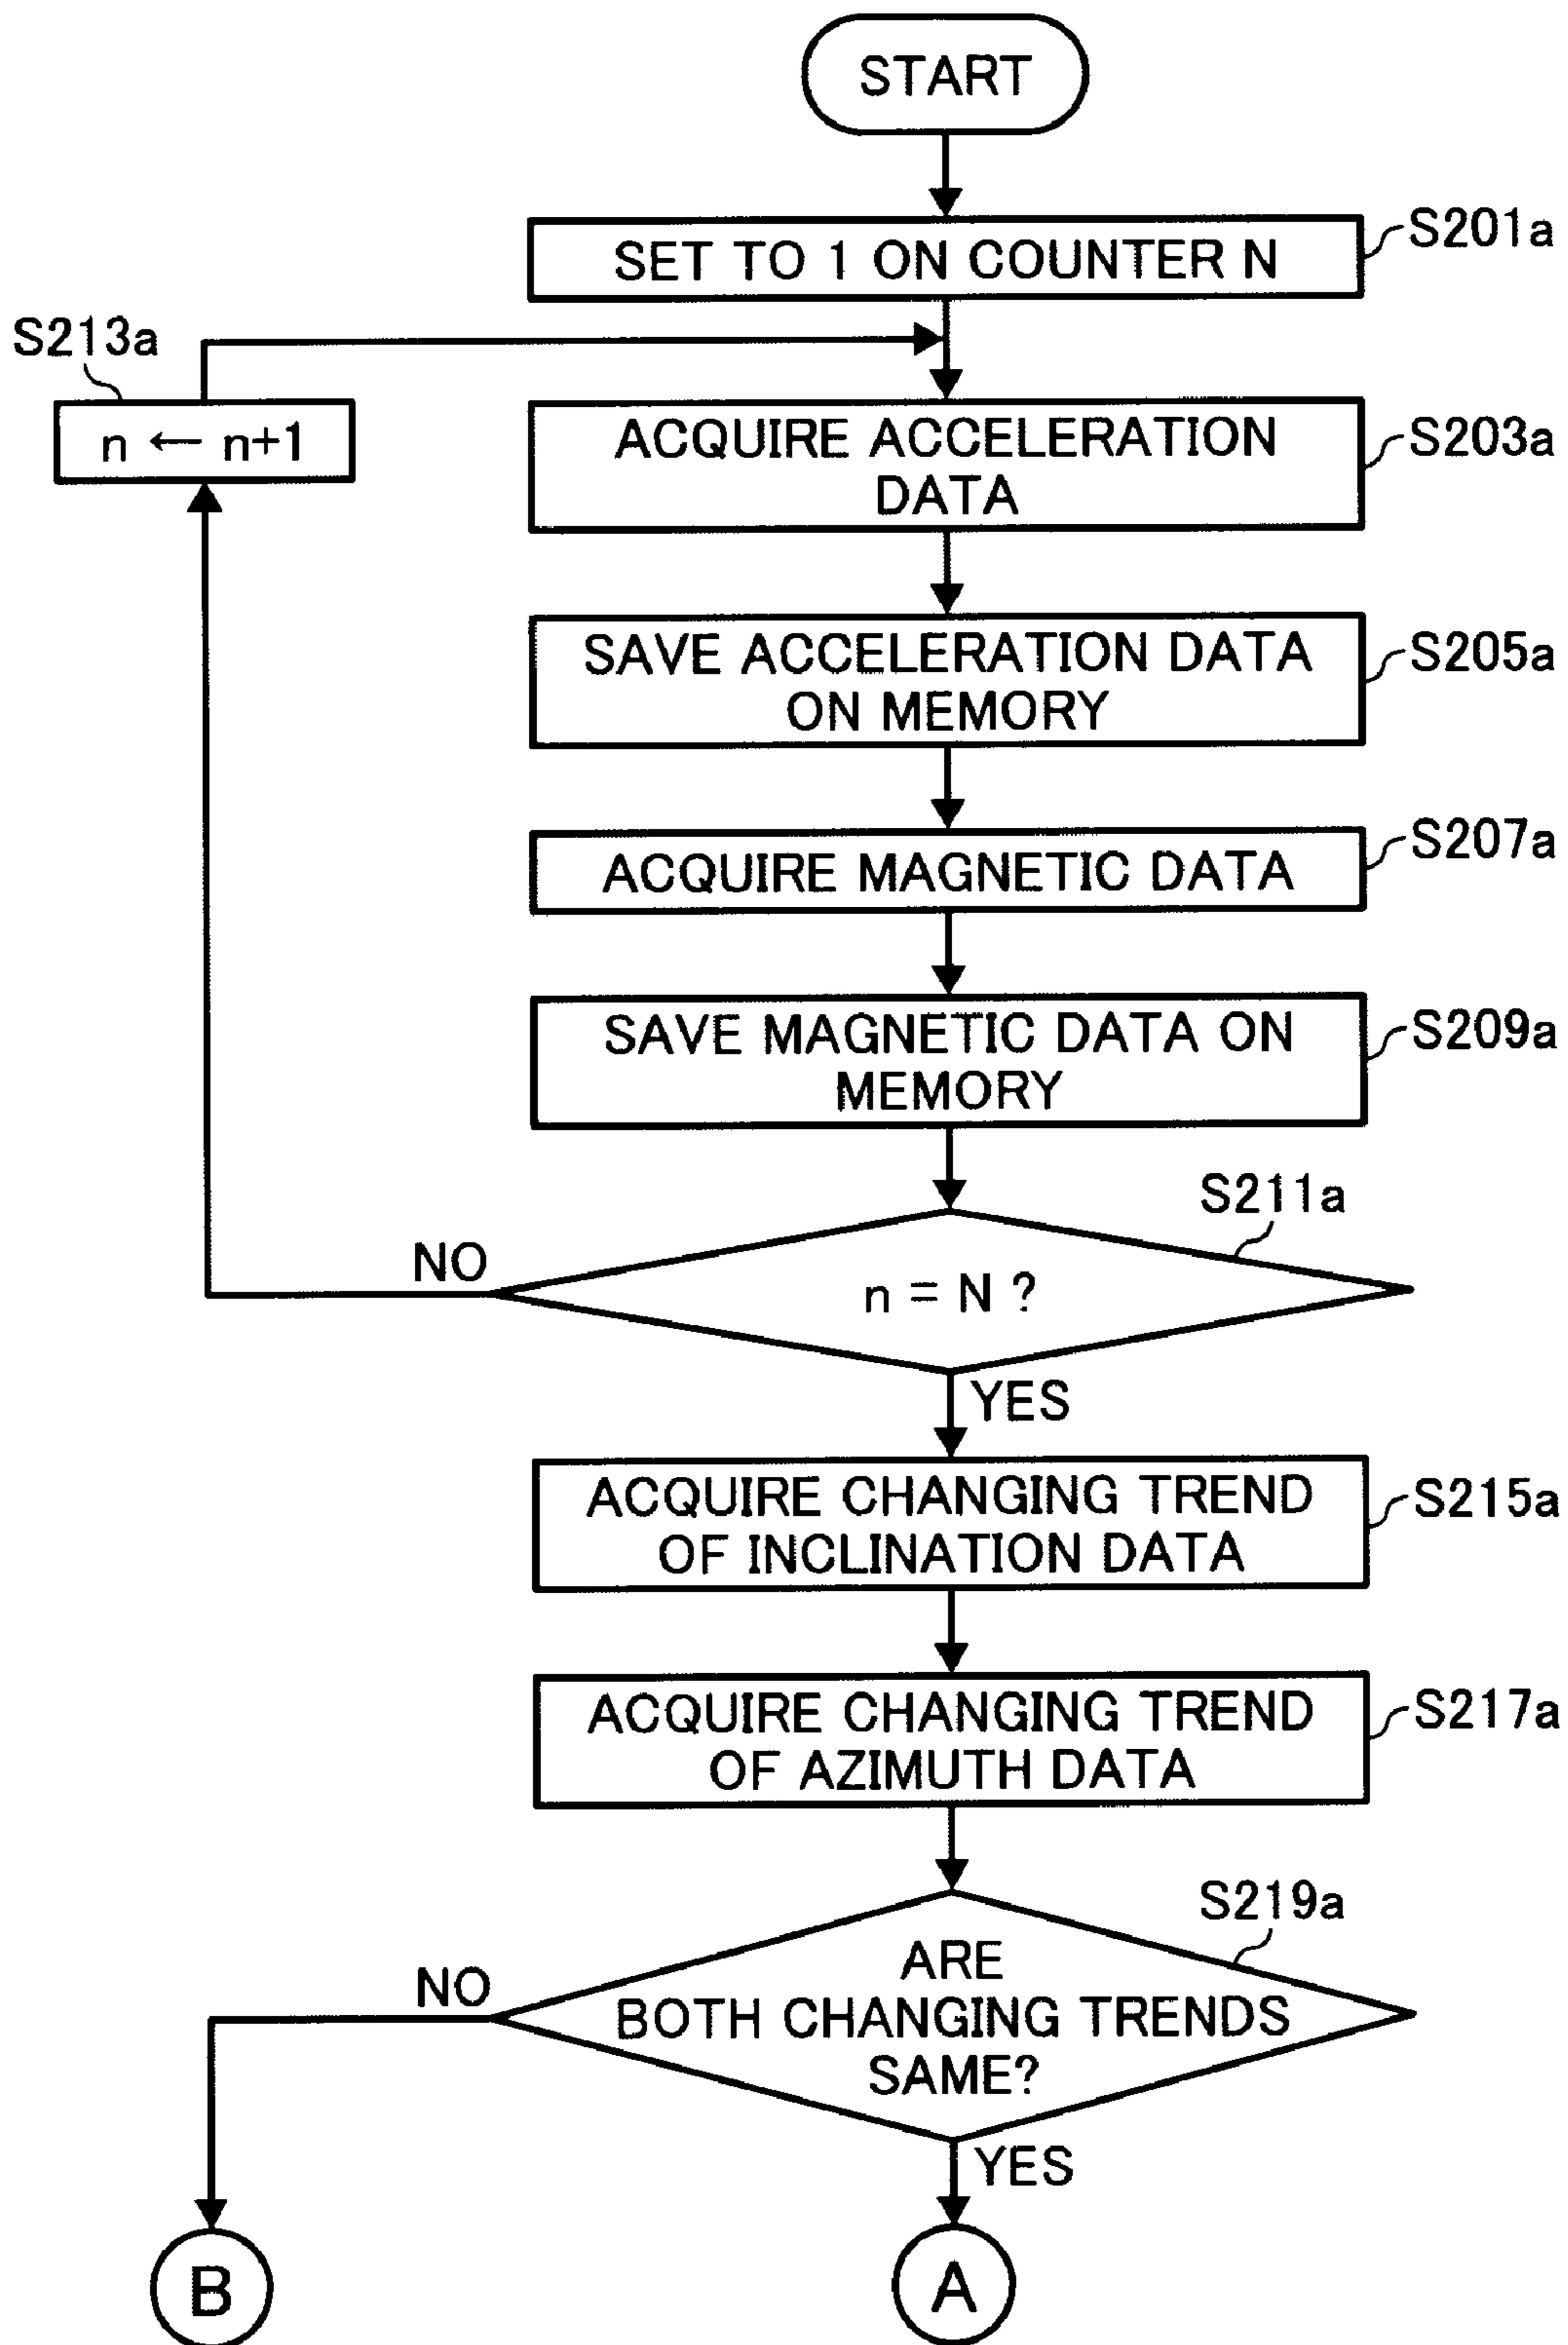 START
SET TO 1 ON COUNTER N
S201a
S213a
n ← n+1
ACQUIRE ACCELERATION
DATA
S203a
SAVE ACCELERATION DATA
ON MEMORY
S205a
ACQUIRE MAGNETIC DATA
S207a
SAVE MAGNETIC DATA ON
MEMORY
S209a
S211a
NO
n = N ?
YES
ACQUIRE CHANGING TREND
OF INCLINATION DATA
S215a
ACQUIRE CHANGING TREND
OF AZIMUTH DATA
S217a
S219a
NO
ARE
BOTH CHANGING TRENDS
SAME?
YES
B
A